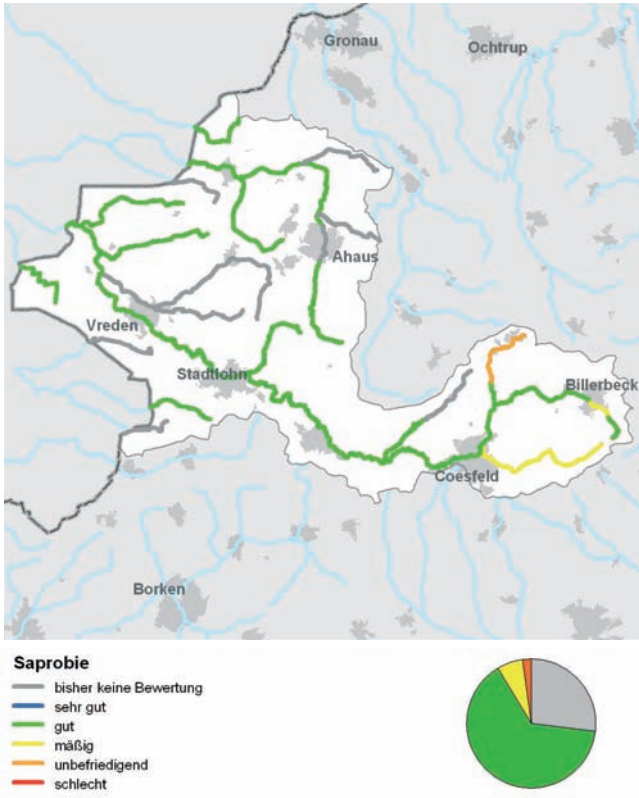 Gronau
Ochtrup
Ahaus
Vreden
Stadtlohn
Billerbeck
Coesfeld
Borken
Saprobie
bisher keine Bewertung
sehr gut
gut
mäßig
unbefriedigend
schlecht